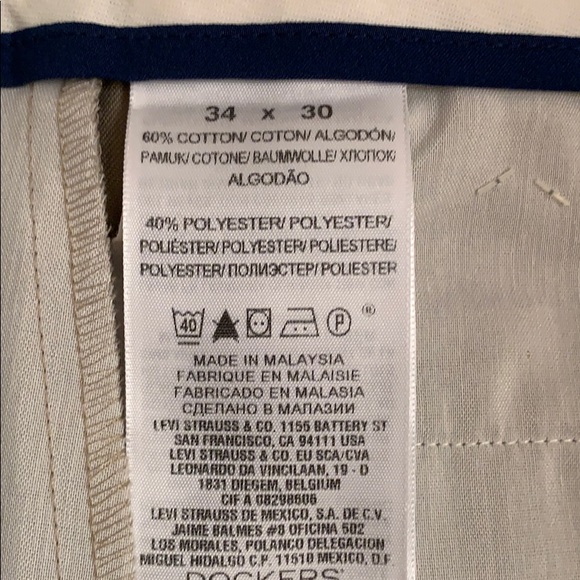 34 x 30
60% COTTON/ COTON/ ALGODÓN/
PAMUK/ COTONE/ BAUMWOLLE/ ХЛОПОК/
ALGODÃO
40% POLYESTER/ POLYESTER/
POLIÉSTER/ POLYESTER/ POLIESTERE/
POLYESTER/ ПОЛИЭСТЕР/ POLIESTER
40 P ®
MADE IN MALAYSIA
FABRIQUE EN MALAISIE
FABRICADO EN MALASIA
СДЕЛАНО В МАЛАЗИИ
LEVI STRAUSS & CO. 1155 BATTERY ST
SAN FRANCISCO, CA 94111 USA
LEVI STRAUSS & CO. EU SCA/CVA
LEONARDO DA VINCILAAN, 19 - D
1831 DIEGEM, BELGIUM
CIF A 08298606
LEVI STRAUSS DE MEXICO, S.A. DE C.V.
JAIME BALMES #8 OFICINA 502
LOS MORALES, POLANCO DELEGACION
MIGUEL HIDALGO C.P. 11510 MEXICO, D.F
DOCKERS